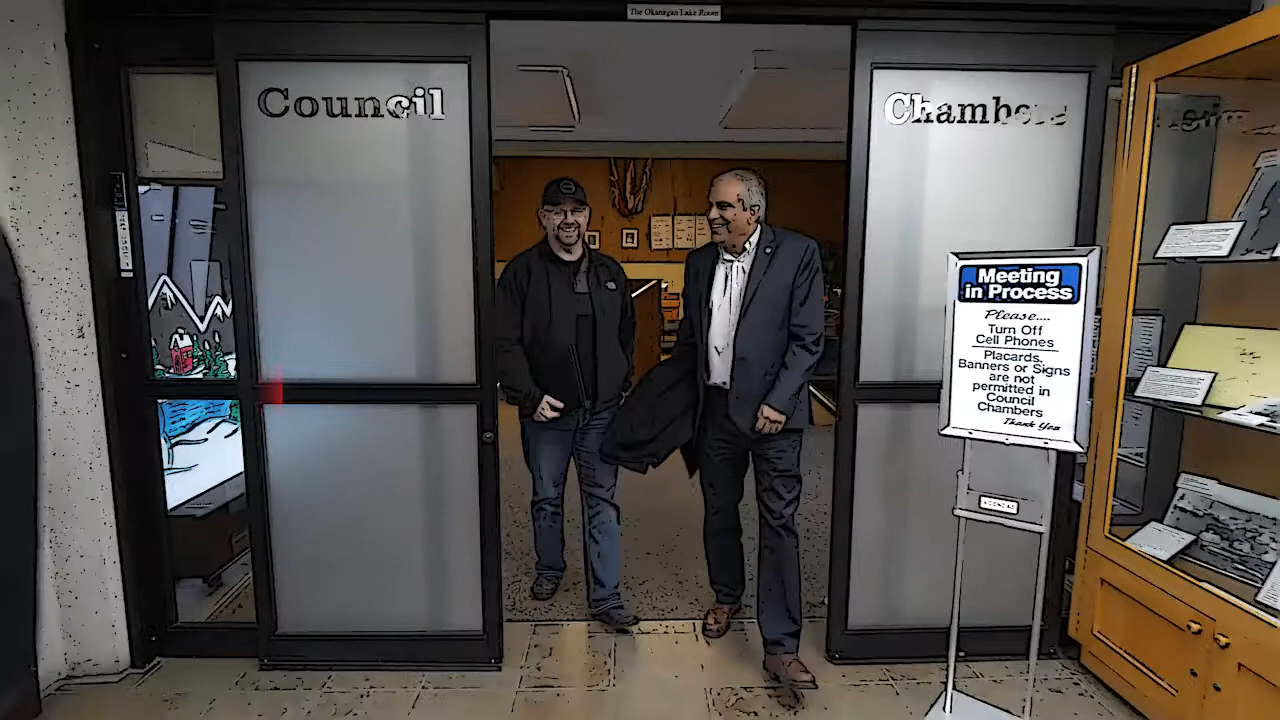 The Okanagan Lake Room
Council
Chambers
Meeting
in Process
Please....
Turn Off
Cell Phones
Placards,
Banners or Signs
are not
permitted in
Council
Chambers
Thank You
AGENDAS